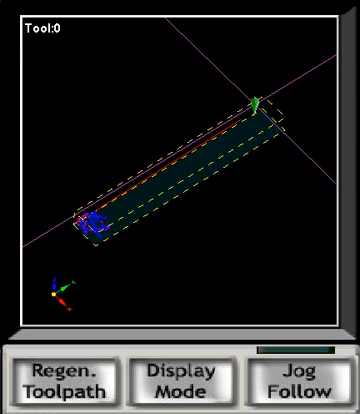 Tool:0
Regen.
Toolpath
Display
Mode
Jog
Follow